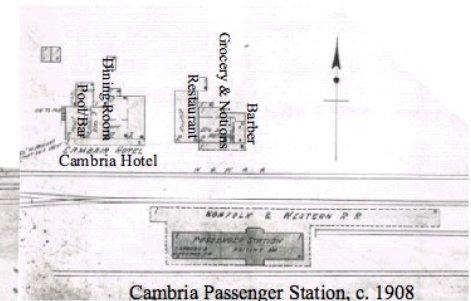 Pool/Bar
Dining Room
Restaurant
Grocery & Notions
Barber
CAMBRIA HOTEL
Cambria Hotel
N. & W. R.R.
NORFOLK & WESTERN R R
PASSENGER STATION
Cambria Passenger Station, c. 1908